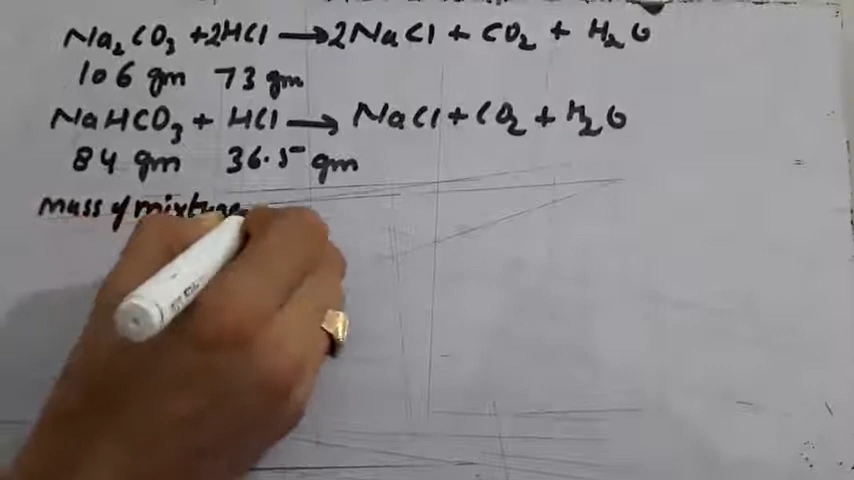 Na₂CO₃ + 2HCl → 2NaCl + CO₂ + H₂O
106 gm 73 gm
NaHCO₃ + HCl → NaCl + CO₂ + H₂O
84 gm 36.5 gm
mass of mixture